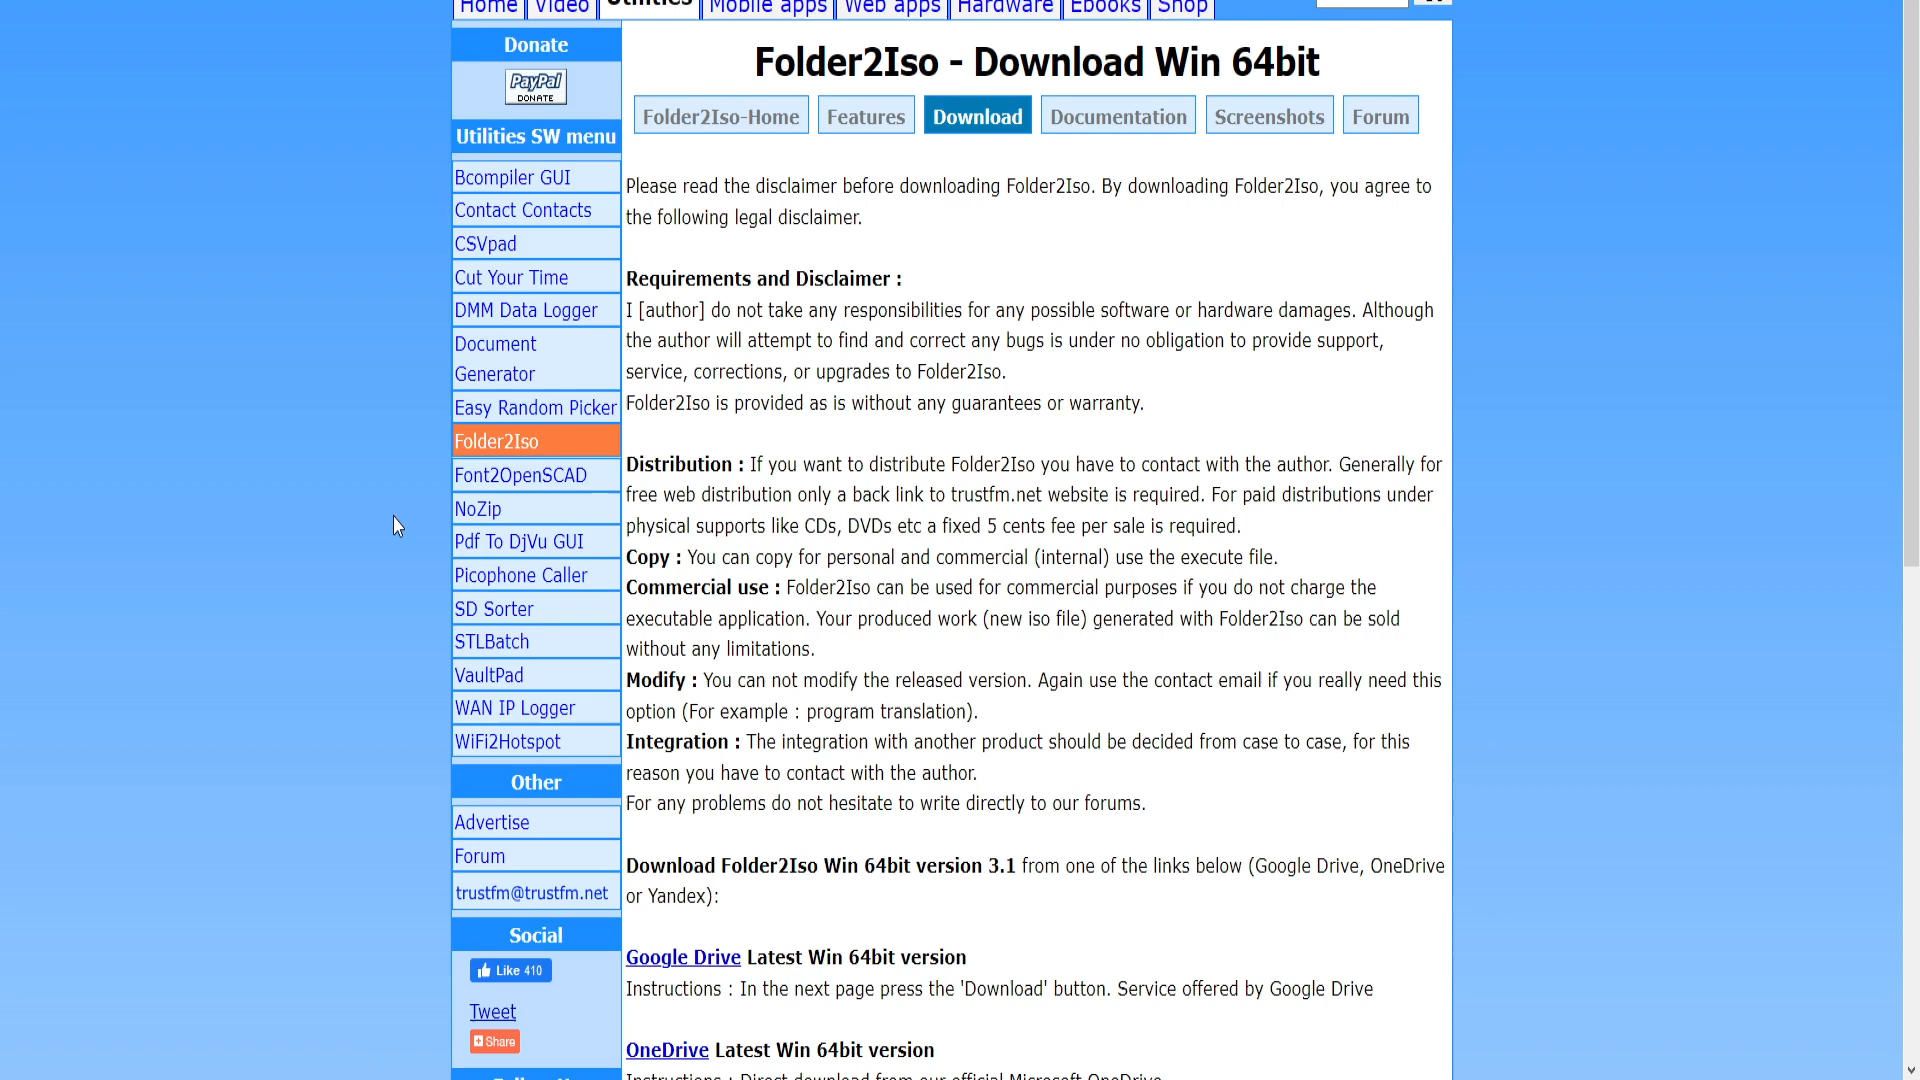 Home Video Utilities Mobile apps Web apps Hardware Ebooks Shop
Donate
PayPal
DONATE
Utilities SW menu
Bcompiler GUI
Contact Contacts
CSVpad
Cut Your Time
DMM Data Logger
Document
Generator
Easy Random Picker
Folder2Iso
Font2OpenSCAD
NoZip
Pdf To DjVu GUI
Picophone Caller
SD Sorter
STLBatch
VaultPad
WAN IP Logger
WiFi2Hotspot
Other
Advertise
Forum
trustfm@trustfm.net
Social
Like 410
Tweet
Share
Folder2Iso - Download Win 64bit
Folder2Iso-Home Features Download Documentation Screenshots Forum
Please read the disclaimer before downloading Folder2Iso. By downloading Folder2Iso, you agree to
the following legal disclaimer.
Requirements and Disclaimer :
I [author] do not take any responsibilities for any possible software or hardware damages. Although
the author will attempt to find and correct any bugs is under no obligation to provide support,
service, corrections, or upgrades to Folder2Iso.
Folder2Iso is provided as is without any guarantees or warranty.
Distribution : If you want to distribute Folder2Iso you have to contact with the author. Generally for
free web distribution only a back link to trustfm.net website is required. For paid distributions under
physical supports like CDs, DVDs etc a fixed 5 cents fee per sale is required.
Copy : You can copy for personal and commercial (internal) use the execute file.
Commercial use : Folder2Iso can be used for commercial purposes if you do not charge the
executable application. Your produced work (new iso file) generated with Folder2Iso can be sold
without any limitations.
Modify : You can not modify the released version. Again use the contact email if you really need this
option (For example : program translation).
Integration : The integration with another product should be decided from case to case, for this
reason you have to contact with the author.
For any problems do not hesitate to write directly to our forums.
Download Folder2Iso Win 64bit version 3.1 from one of the links below (Google Drive, OneDrive
or Yandex):
Google Drive Latest Win 64bit version
Instructions : In the next page press the 'Download' button. Service offered by Google Drive
OneDrive Latest Win 64bit version
Instructions : Direct download from our official Microsoft OneDrive